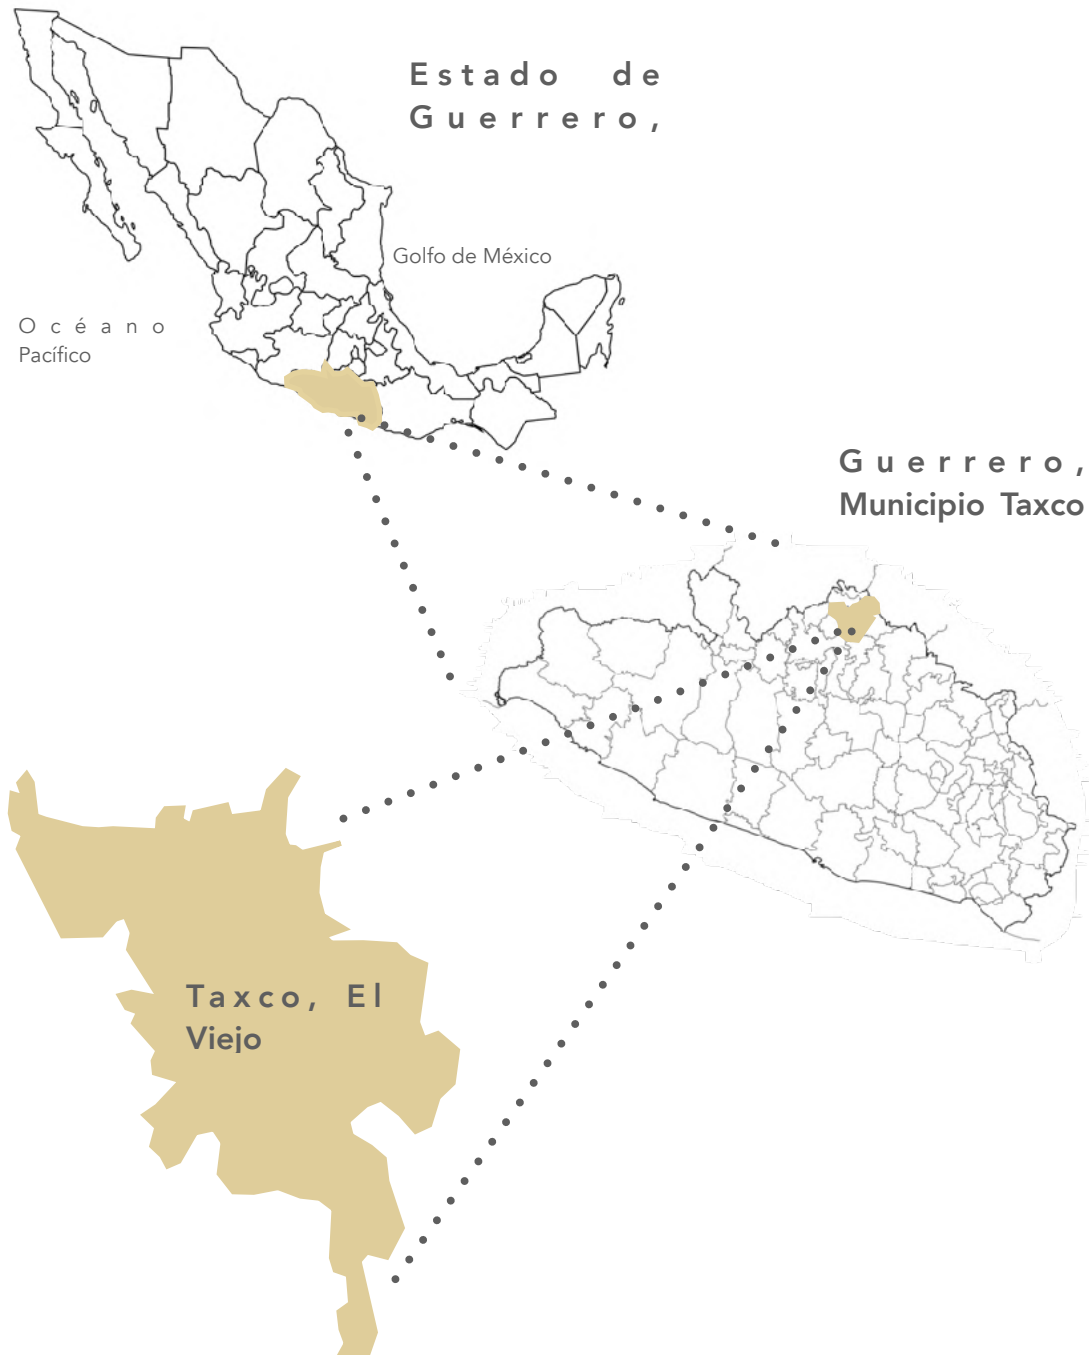 Estado de
Guerrero,
Golfo de México
Océano
Pacífico
Guerrero,
Municipio Taxco
Taxco, El
Viejo